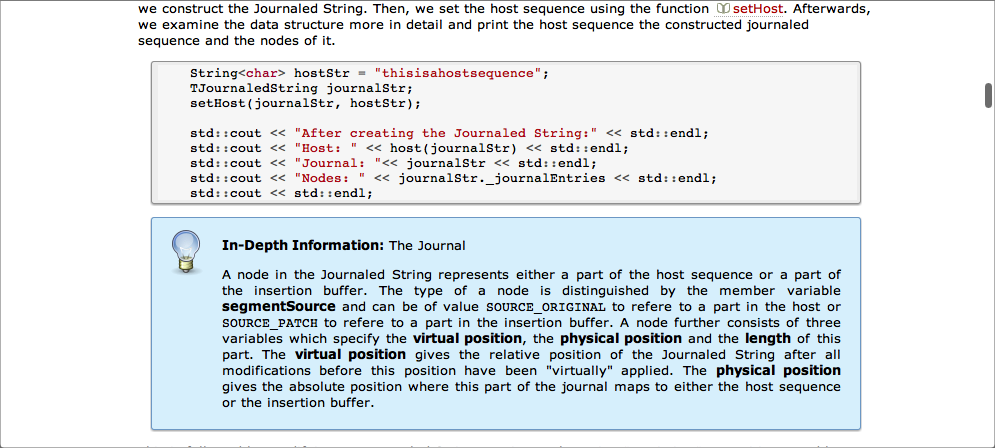 we construct the Journaled String. Then, we set the host sequence using the function setHost. Afterwards,
we examine the data structure more in detail and print the host sequence the constructed journaled
sequence and the nodes of it.
String<char> hostStr = "thisisahostsequence";
TJournaledString journalStr;
setHost(journalStr, hostStr);
std::cout << "After creating the Journaled String:" << std::endl;
std::cout << "Host: " << host(journalStr) << std::endl;
std::cout << "Journal: "<< journalStr << std::endl;
std::cout << "Nodes: " << journalStr._journalEntries << std::endl;
std::cout << std::endl;
In-Depth Information: The Journal
A node in the Journaled String represents either a part of the host sequence or a part of
the insertion buffer. The type of a node is distinguished by the member variable
segmentSource and can be of value SOURCE_ORIGINAL to refere to a part in the host or
SOURCE_PATCH to refere to a part in the insertion buffer. A node further consists of three
variables which specify the virtual position, the physical position and the length of this
part. The virtual position gives the relative position of the Journaled String after all
modifications before this position have been "virtually" applied. The physical position
gives the absolute position where this part of the journal maps to either the host sequence
or the insertion buffer.